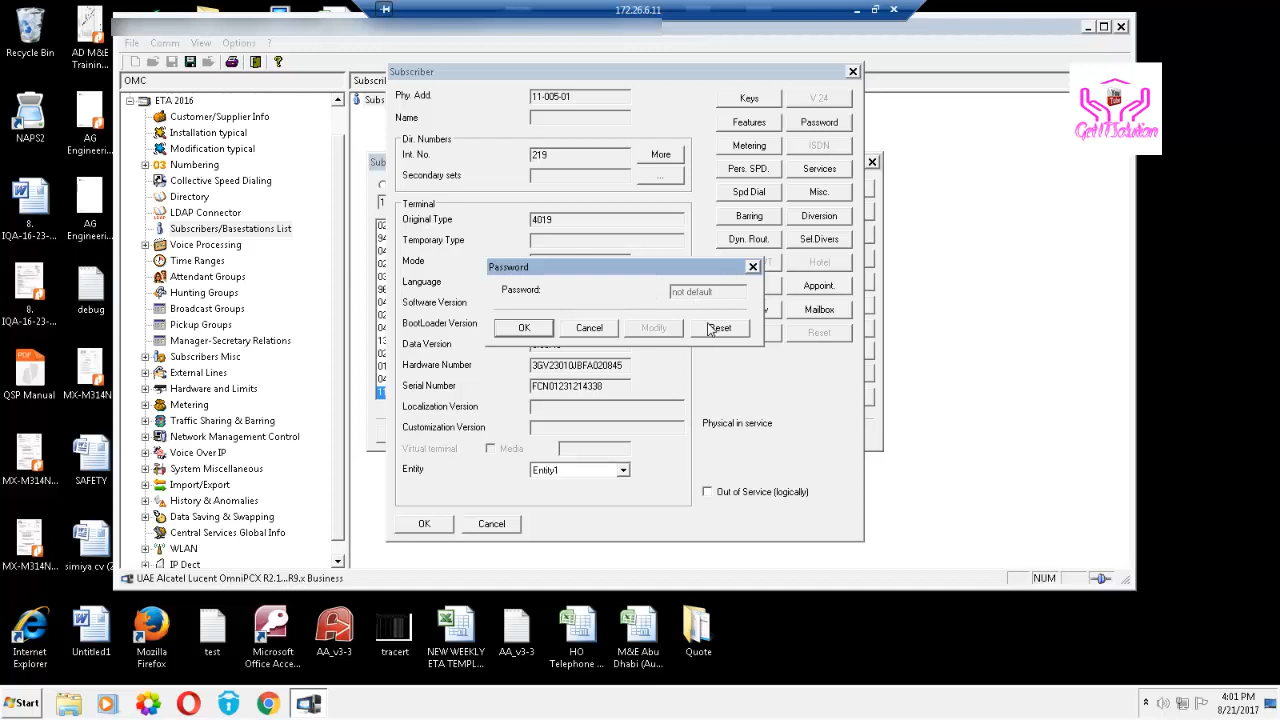 172.26.6.11
Recycle Bin
AD M&E
Trainin...
NAPS2
AG
Engineeri...
8.
IQA-16-23-...
AG
Engineeri...
8.
IQA-16-23-...
debug
QSP Manual
MX-M314N...
MX-M314N...
SAFETY
MX-M314N...
simiya cv (2
File Comm View Options ?
OMC
ETA 2016
Customer/Supplier Info
Installation typical
Modification typical
Numbering
Collective Speed Dialing
Directory
LDAP Connector
Subscribers/Basestations List
Voice Processing
Time Ranges
Attendant Groups
Hunting Groups
Broadcast Groups
Pickup Groups
Manager-Secretary Relations
Subscribers Misc
External Lines
Hardware and Limits
Metering
Traffic Sharing & Barring
Network Management Control
Voice Over IP
System Miscellaneous
Import/Export
History & Anomalies
Data Saving & Swapping
Central Services Global Info
WLAN
IP Dect
Subscriber
Phy. Add. 11-005-01
Name
Dir. Numbers
Int. No. 219 More
Secondary sets ...
Terminal
Original Type 4019
Temporary Type
Mode
Language
Software Version
BootLoader Version
Data Version
Hardware Number 3GV23010JBFA020845
Serial Number FCN01231214338
Localization Version
Customization Version
Virtual terminal Media
Entity Entity1
OK Cancel
Keys V 24
Features Password
Metering ISDN
Pers. SPD. Services
Spd Dial Misc.
Barring Diversion
Dyn. Rout. Sel.Divers
Hotel
Appoint.
Mailbox
Reset
Physical in service
Out of Service (logically)
Password
Password: not default
OK Cancel Modify Reset
You
Tube
Get IT Solution
UAE Alcatel Lucent OmniPCX R2.1...R9.x Business NUM
Internet
Explorer
Untitled1
Mozilla
Firefox
test
Microsoft
Office Acce...
AA_v3-3
tracert
NEW WEEKLY
ETA TEMPL...
AA_v3-3
HO
Telephone ...
M&E Abu
Dhabi (Au...
Quote
Start
4:01 PM
8/21/2017